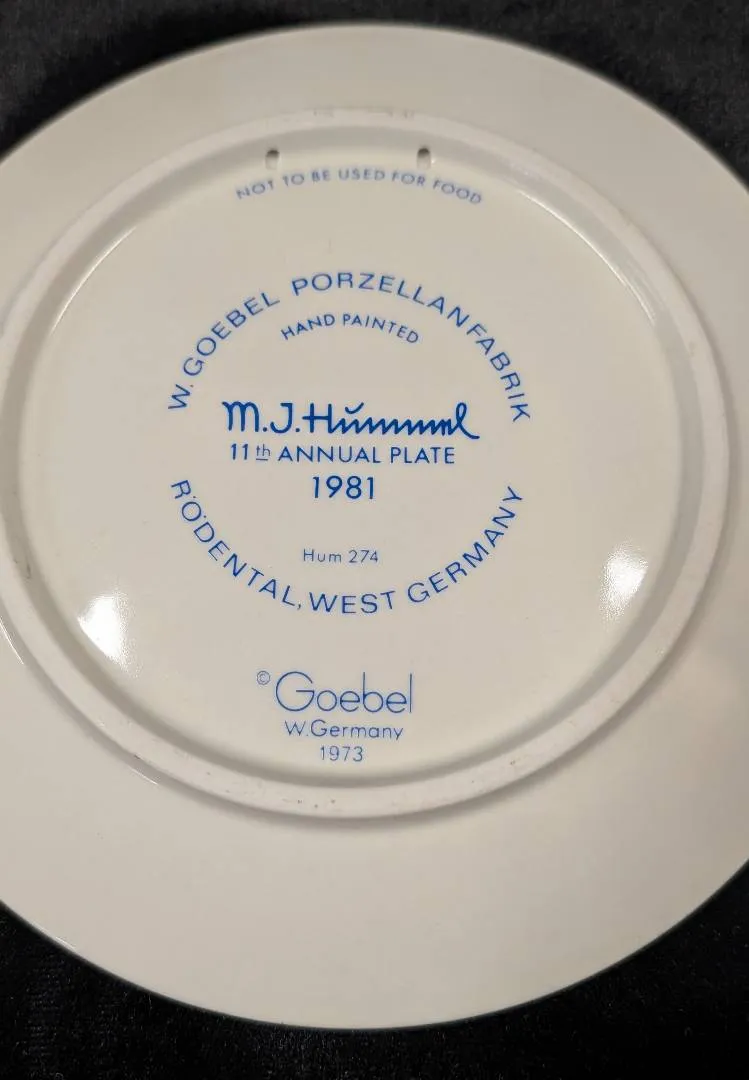 NOT TO BE USED FOR FOOD
W. GOEBEL PORZELLANFABRIK
HAND PAINTED
M.J.Hummel
11th ANNUAL PLATE
1981
Hum 274
RÖDENTAL, WEST GERMANY
© Goebel
W.Germany
1973